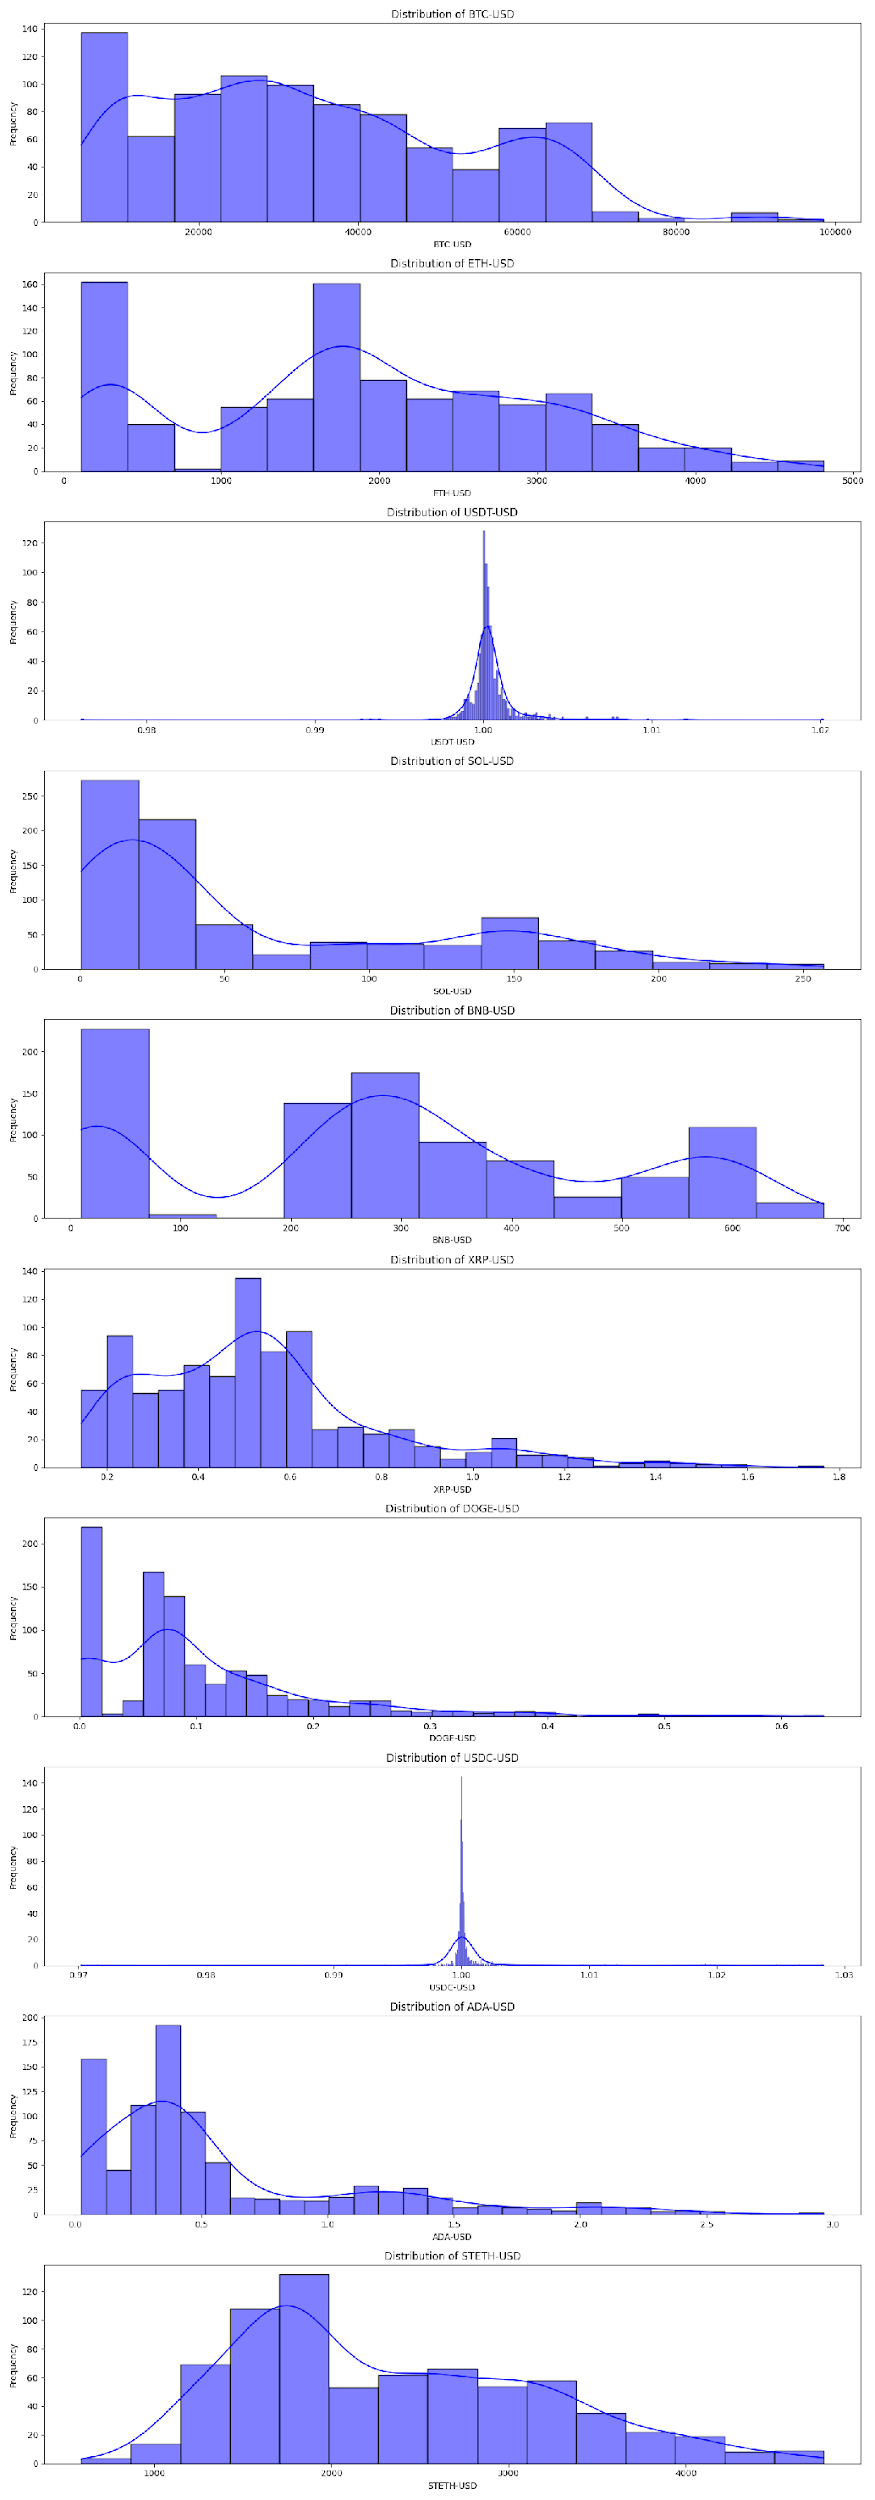 Distribution of BTC-USD
140
120
100
80
60
40
20
0
Frequency
20000 40000 60000 80000 100000
BTC-USD
Distribution of ETH-USD
160
140
120
100
80
60
40
20
0
Frequency
0 1000 2000 3000 4000 5000
ETH-USD
Distribution of USDT-USD
120
100
80
60
40
20
0
Frequency
0.98 0.99 1.00 1.01 1.02
USDT-USD
Distribution of SOL-USD
250
200
150
100
50
0
Frequency
0 50 100 150 200 250
SOL-USD
Distribution of BNB-USD
200
150
100
50
0
Frequency
0 100 200 300 400 500 600 700
BNB-USD
Distribution of XRP-USD
140
120
100
80
60
40
20
0
Frequency
0.2 0.4 0.6 0.8 1.0 1.2 1.4 1.6 1.8
XRP-USD
Distribution of DOGE-USD
200
150
100
50
0
Frequency
0.0 0.1 0.2 0.3 0.4 0.5 0.6
DOGE-USD
Distribution of USDC-USD
140
120
100
80
60
40
20
0
Frequency
0.97 0.98 0.99 1.00 1.01 1.02 1.03
USDC-USD
Distribution of ADA-USD
200
175
150
125
100
75
50
25
0
Frequency
0.0 0.5 1.0 1.5 2.0 2.5 3.0
ADA-USD
Distribution of STETH-USD
120
100
80
60
40
20
0
Frequency
1000 2000 3000 4000
STETH-USD